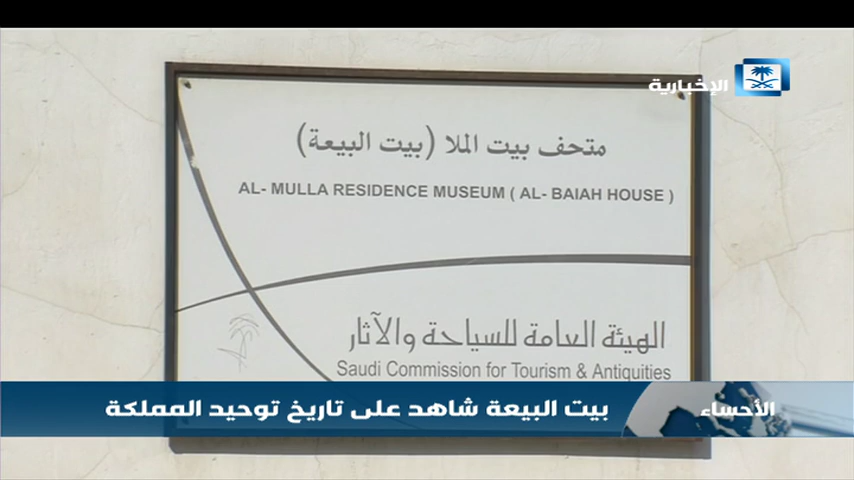 الإخبارية
متحف بيت الملا (بيت البيعة)
AL- MULLA RESIDENCE MUSEUM ( AL- BAIAH HOUSE )
الهيئة العامة للسياحة والآثار
Saudi Commission for Tourism & Antiquities
الأحساء
بيت البيعة شاهد على تاريخ توحيد المملكة